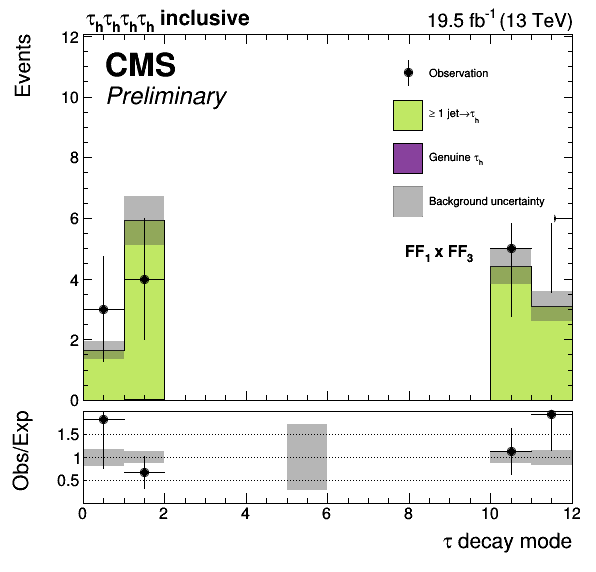 τhτhτhτh inclusive
19.5 fb-1 (13 TeV)
Events
12
10
8
6
4
2
0
CMS
Preliminary
Observation
≥ 1 jet→τh
Genuine τh
Background uncertainty
FF1 x FF3
Obs/Exp
1.5
1
0.5
0 2 4 6 8 10 12
τ decay mode